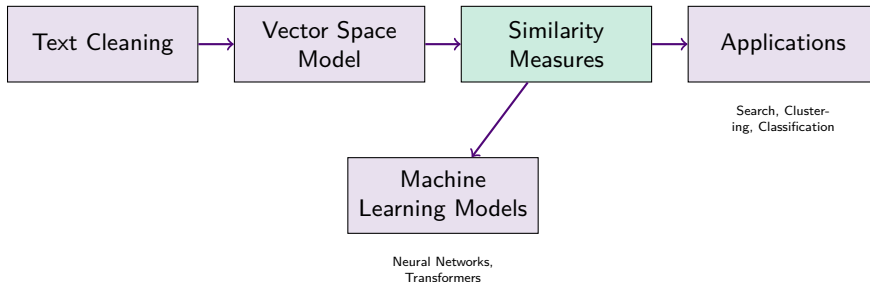 Text Cleaning
Vector Space
Model
Similarity
Measures
Applications
Search, Cluster-
ing, Classification
Machine
Learning Models
Neural Networks,
Transformers